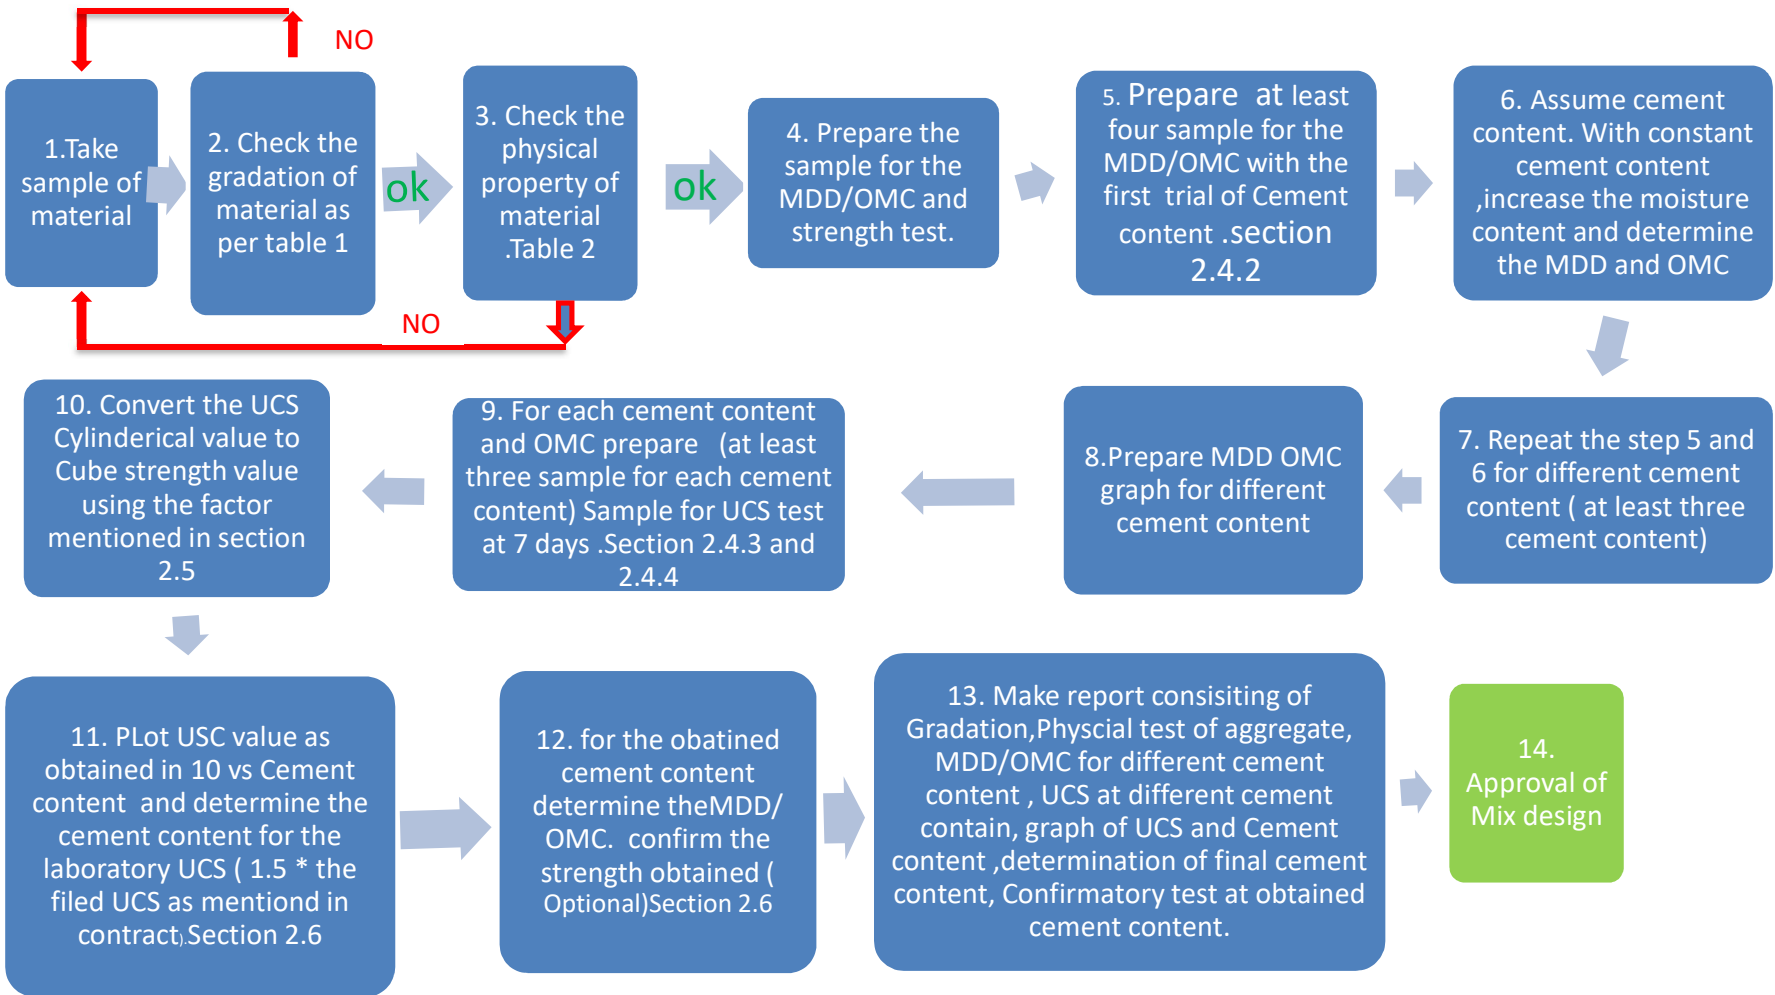 NO
1.Take
sample of
material
2. Check the
gradation of
material as
per table 1
ok
3. Check the
physical
property of
material
.Table 2
ok
4. Prepare the
sample for the
MDD/OMC and
strength test.
5. Prepare at least
four sample for the
MDD/OMC with the
first trial of Cement
content .section
2.4.2
6. Assume cement
content. With constant
cement content
,increase the moisture
content and determine
the MDD and OMC
NO
7. Repeat the step 5 and
6 for different cement
content ( at least three
cement content)
8.Prepare MDD OMC
graph for different
cement content
9. For each cement content
and OMC prepare (at least
three sample for each cement
content) Sample for UCS test
at 7 days .Section 2.4.3 and
2.4.4
10. Convert the UCS
Cylinderical value to
Cube strength value
using the factor
mentioned in section
2.5
11. PLot USC value as
obtained in 10 vs Cement
content and determine the
cement content for the
laboratory UCS ( 1.5 * the
filed UCS as mentiond in
contract).Section 2.6
12. for the obatined
cement content
determine theMDD/
OMC. confirm the
strength obtained (
Optional)Section 2.6
13. Make report consisiting of
Gradation,Physcial test of aggregate,
MDD/OMC for different cement
content , UCS at different cement
contain, graph of UCS and Cement
content ,determination of final cement
content, Confirmatory test at obtained
cement content.
14.
Approval of
Mix design